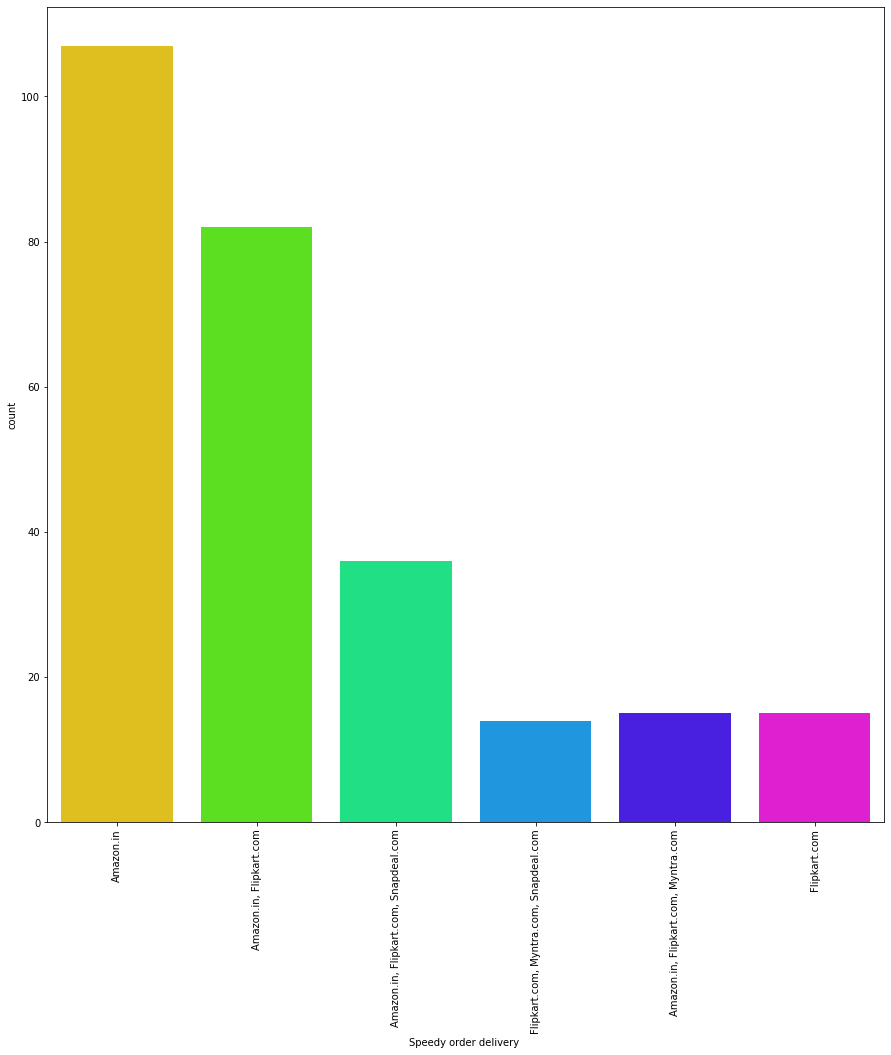 100
80
60
40
20
0
count
Amazon.in
Amazon.in, Flipkart.com
Amazon.in, Flipkart.com, Snapdeal.com
Flipkart.com, Myntra.com, Snapdeal.com
Amazon.in, Flipkart.com, Myntra.com
Flipkart.com
Speedy order delivery